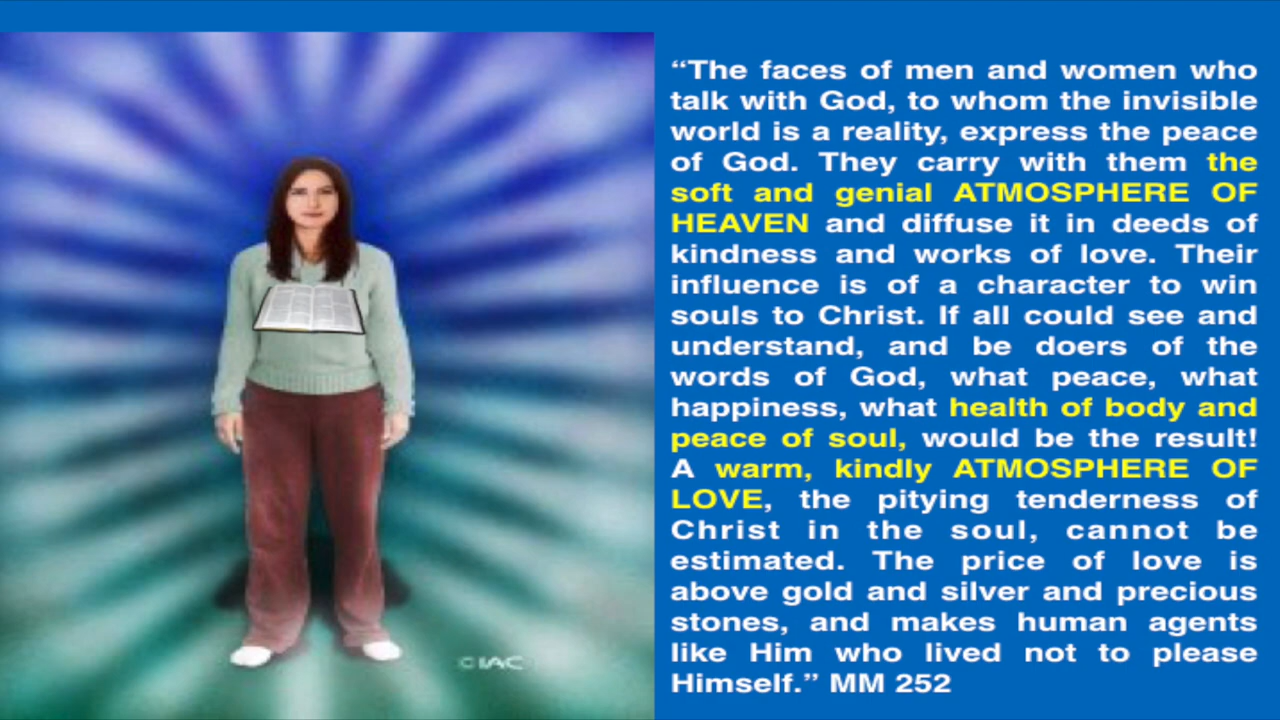 “The faces of men and women who
talk with God, to whom the invisible
world is a reality, express the peace
of God. They carry with them the
soft and genial ATMOSPHERE OF
HEAVEN and diffuse it in deeds of
kindness and works of love. Their
influence is of a character to win
souls to Christ. If all could see and
understand, and be doers of the
words of God, what peace, what
happiness, what health of body and
peace of soul, would be the result!
A warm, kindly ATMOSPHERE OF
LOVE, the pitying tenderness of
Christ in the soul, cannot be
estimated. The price of love is
above gold and silver and precious
stones, and makes human agents
like Him who lived not to please
Himself.” MM 252
©IAC